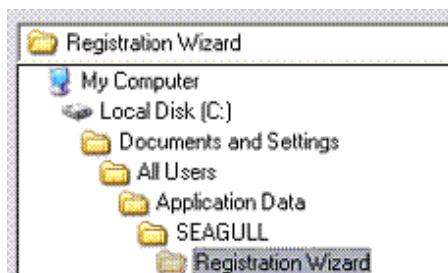 Registration Wizard
My Computer
Local Disk (C:)
Documents and Settings
All Users
Application Data
SEAGULL
Registration Wizard